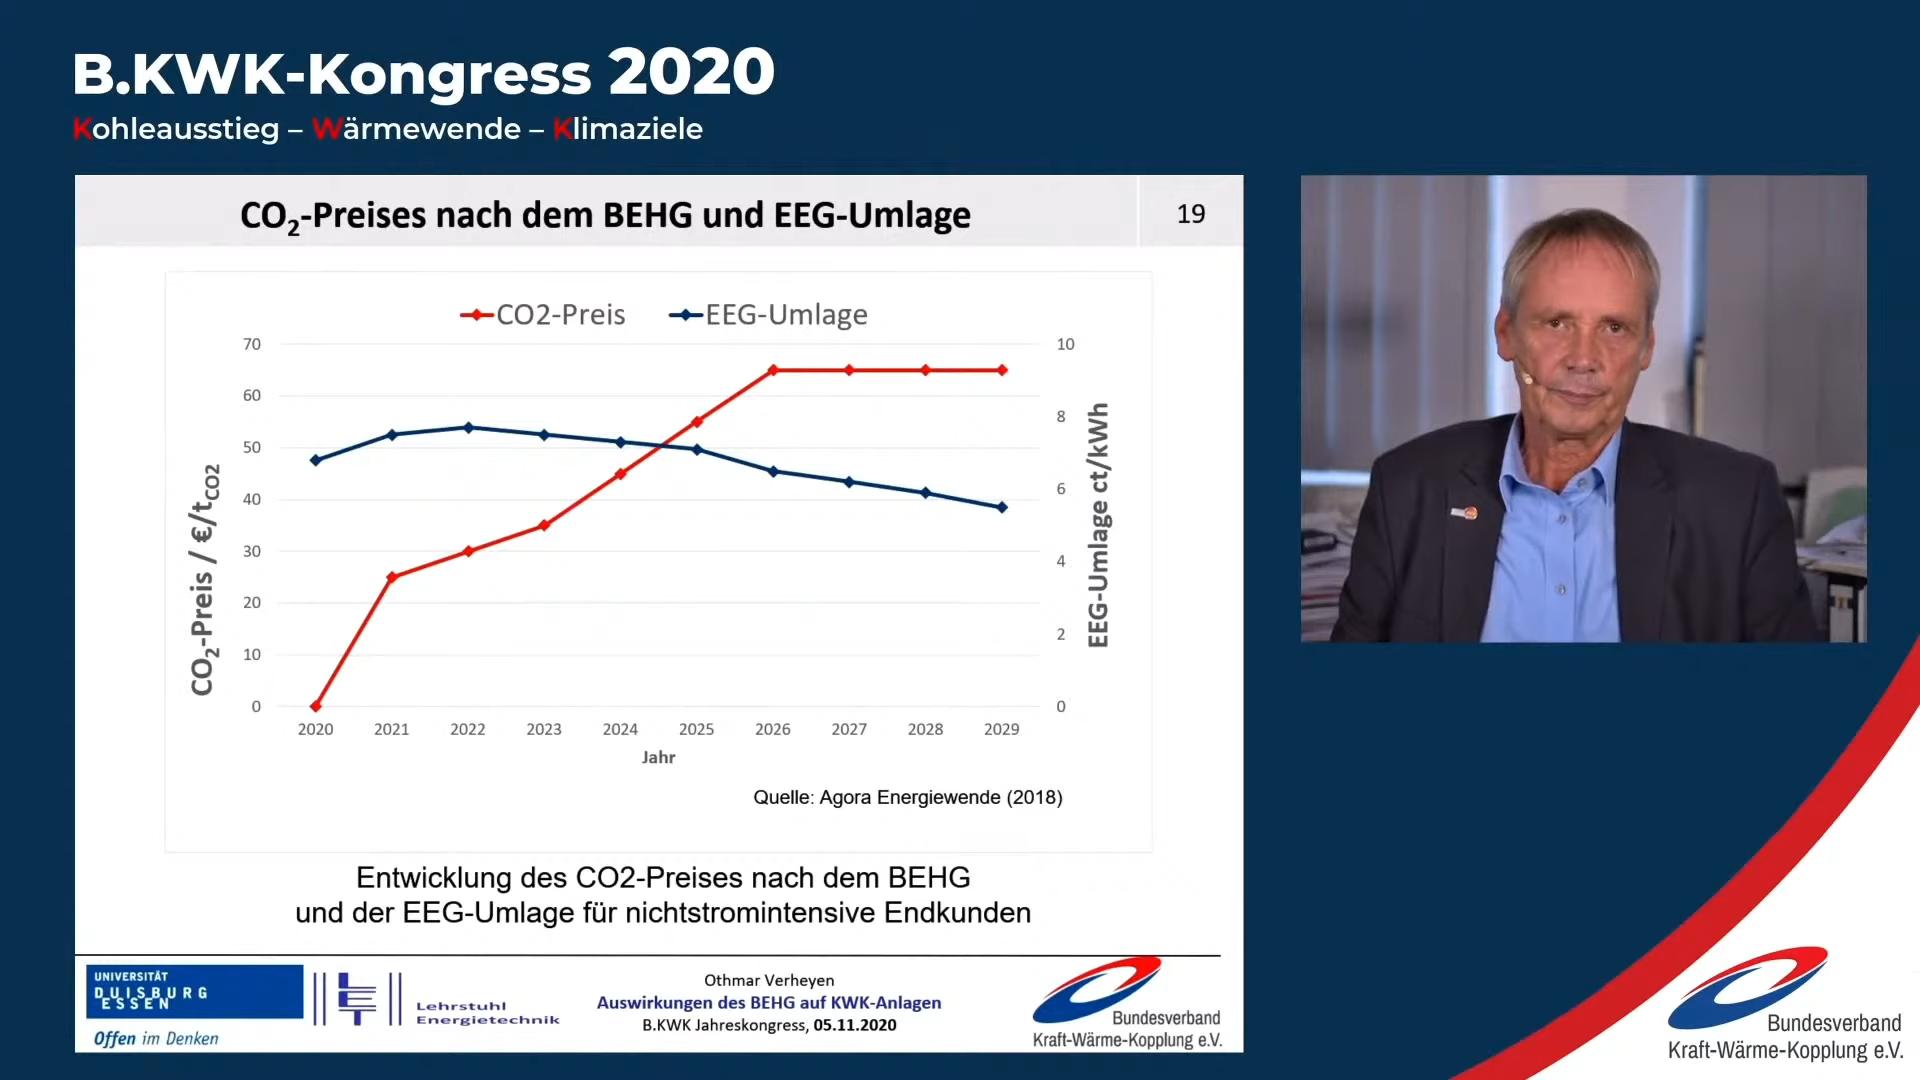 B.KWK-Kongress 2020
Kohleausstieg – Wärmewende – Klimaziele
CO2-Preises nach dem BEHG und EEG-Umlage
19
CO2-Preis
EEG-Umlage
70
60
50
40
30
20
10
0
CO2-Preis / €/tCO2
10
8
6
4
2
0
EEG-Umlage ct/kWh
2020 2021 2022 2023 2024 2025 2026 2027 2028 2029
Jahr
Quelle: Agora Energiewende (2018)
Entwicklung des CO2-Preises nach dem BEHG
und der EEG-Umlage für nichtstromintensive Endkunden
UNIVERSITÄT
DUISBURG
ESSEN
Offen im Denken
LET
Lehrstuhl
Energietechnik
Othmar Verheyen
Auswirkungen des BEHG auf KWK-Anlagen
B.KWK Jahreskongress, 05.11.2020
Bundesverband
Kraft-Wärme-Kopplung e.V.
Bundesverband
Kraft-Wärme-Kopplung e.V.